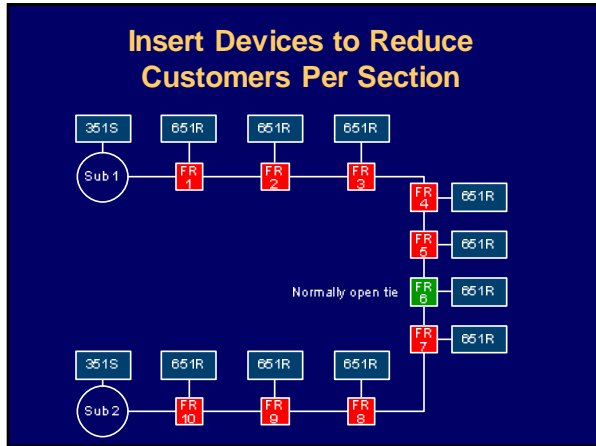 Insert Devices to Reduce
Customers Per Section
351S
651R
651R
651R
Sub 1
FR
1
FR
2
FR
3
FR
4
651R
FR
5
651R
Normally open tie
FR
6
651R
FR
7
651R
351S
651R
651R
651R
Sub 2
FR
10
FR
9
FR
8